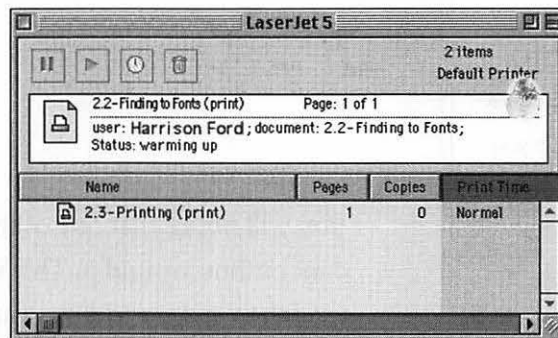 LaserJet 5
2 items
Default Printer
2.2-Finding to Fonts (print) Page: 1 of 1
user: Harrison Ford; document: 2.2-Finding to Fonts;
Status: warming up
Name Pages Copies Print Time
2.3-Printing (print) 1 0 Normal